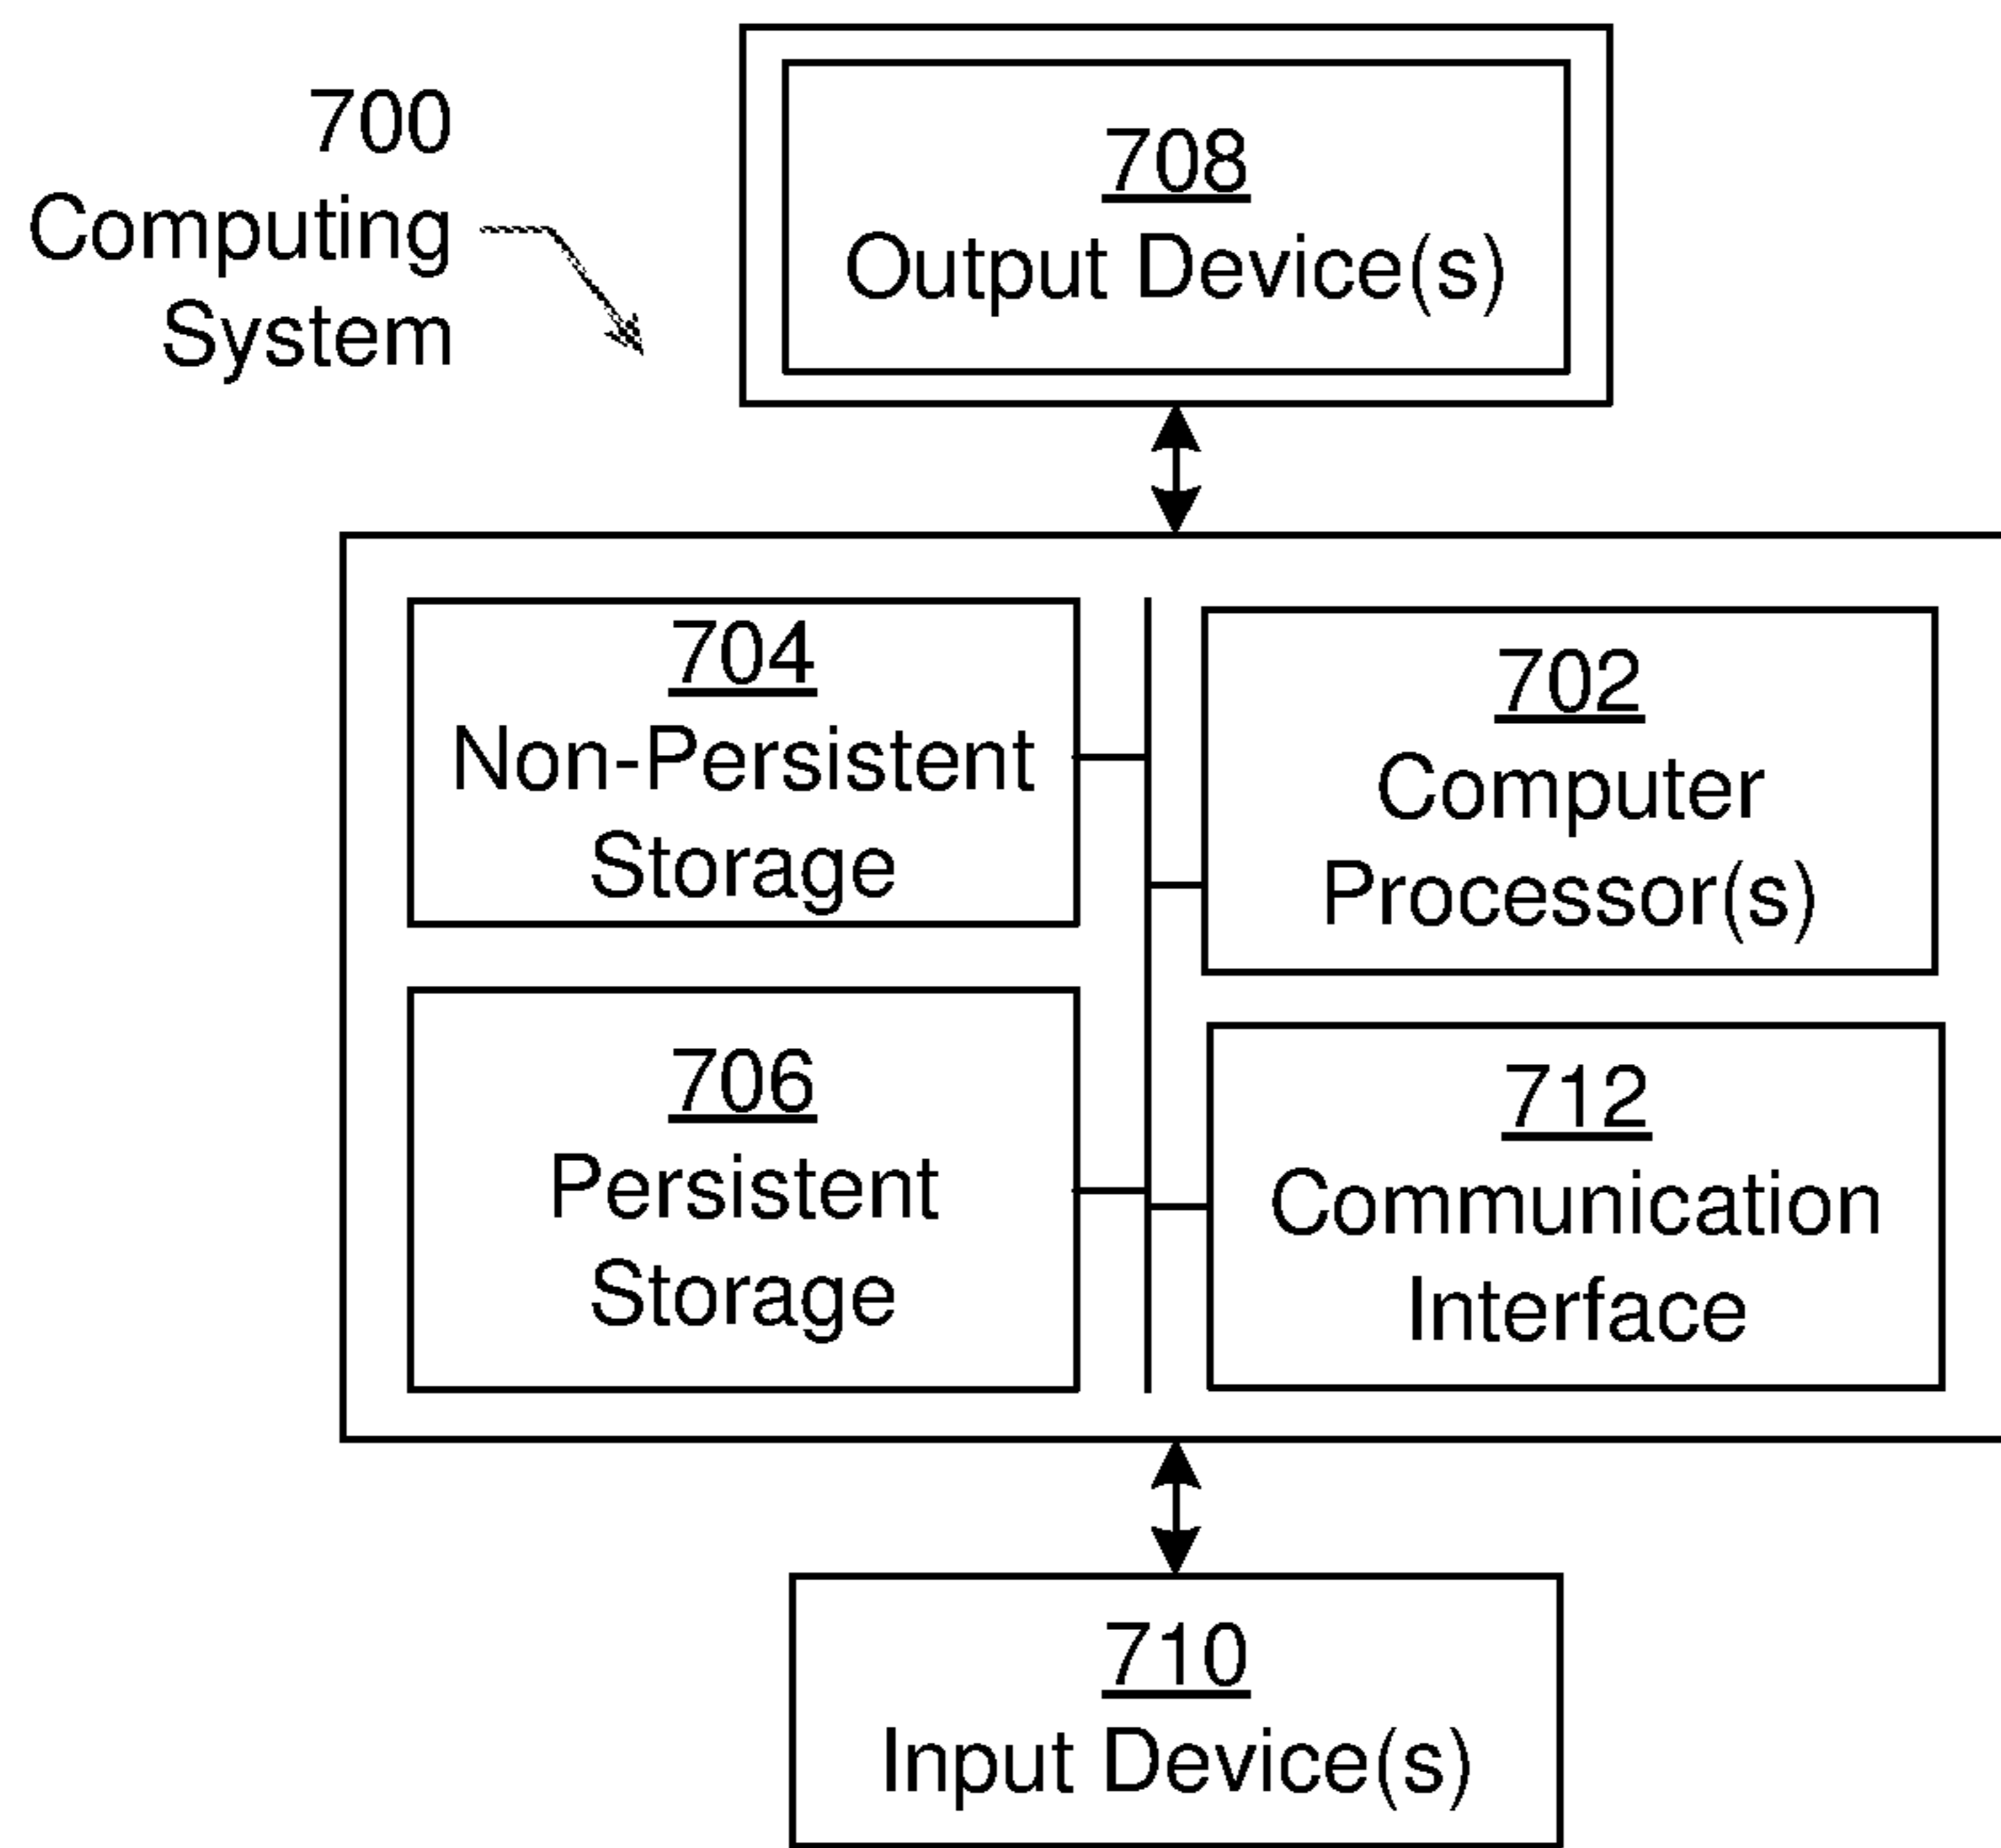 700
Computing
System
708
Output Device(s)
704
Non-Persistent
Storage
702
Computer
Processor(s)
706
Persistent
Storage
712
Communication
Interface
710
Input Device(s)